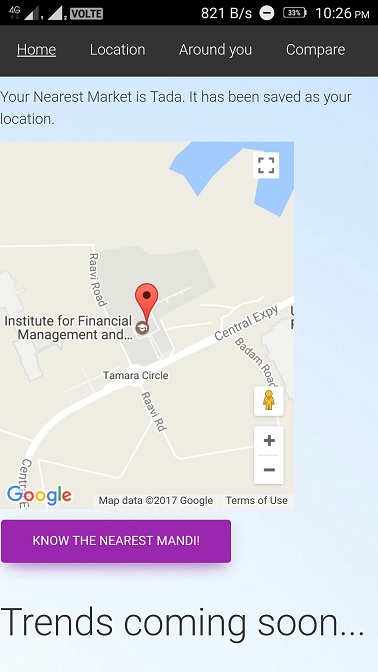 4G 1 2 VOLTE 821 B/s 33% 10:26 PM
Home Location Around you Compare
Your Nearest Market is Tada. It has been saved as your
location.
Raavi Road
Institute for Financial
Management and...
Central Expy
Badam Road
Tamara Circle
Raavi Rd
Google
Map data ©2017 Google Terms of Use
KNOW THE NEAREST MANDI!
Trends coming soon...